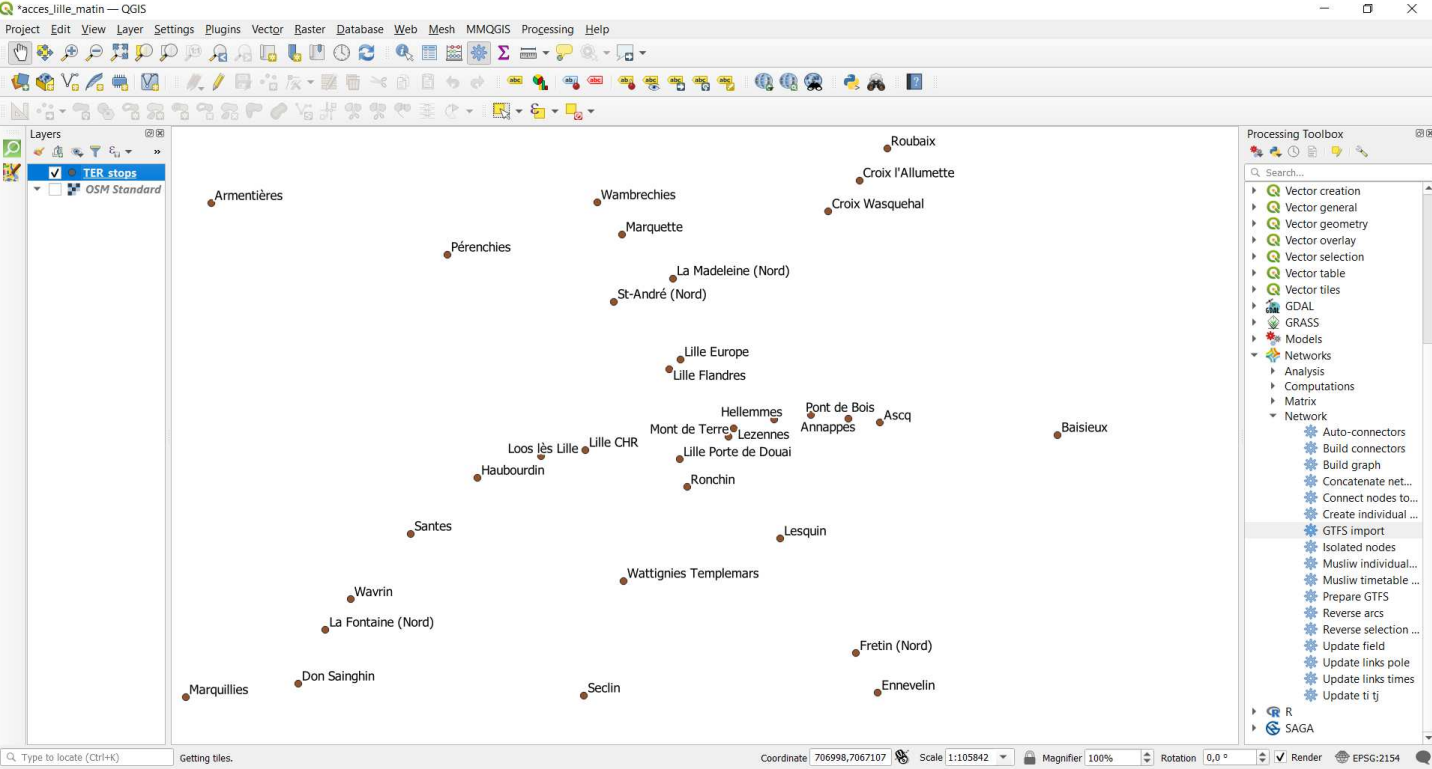 *acces_lille_matin — QGIS
Project Edit View Layer Settings Plugins Vector Raster Database Web Mesh MMQGIS Processing Help
Layers
TER_stops
OSM Standard
Roubaix
Croix l'Allumette
Armentières
Wambrechies
Croix Wasquehal
Marquette
Pérenchies
La Madeleine (Nord)
St-André (Nord)
Lille Europe
Lille Flandres
Hellemmes
Pont de Bois
Ascq
Annappes
Baisieux
Mont de Terre
Lezennes
Loos lès Lille
Lille CHR
Lille Porte de Douai
Haubourdin
Ronchin
Santes
Lesquin
Wattignies Templemars
Wavrin
La Fontaine (Nord)
Fretin (Nord)
Don Sainghin
Ennevelin
Marquillies
Seclin
Processing Toolbox
Search...
Vector creation
Vector general
Vector geometry
Vector overlay
Vector selection
Vector table
Vector tiles
GDAL
GRASS
Models
Networks
Analysis
Computations
Matrix
Network
Auto-connectors
Build connectors
Build graph
Concatenate net...
Connect nodes to...
Create individual ...
GTFS import
Isolated nodes
Musliw individual...
Musliw timetable ...
Prepare GTFS
Reverse arcs
Reverse selection ...
Update field
Update links pole
Update links times
Update ti tj
R
SAGA
Type to locate (Ctrl+K)
Getting tiles.
Coordinate 706998,7067107
Scale 1:105842
Magnifier 100%
Rotation 0,0 °
Render
EPSG:2154